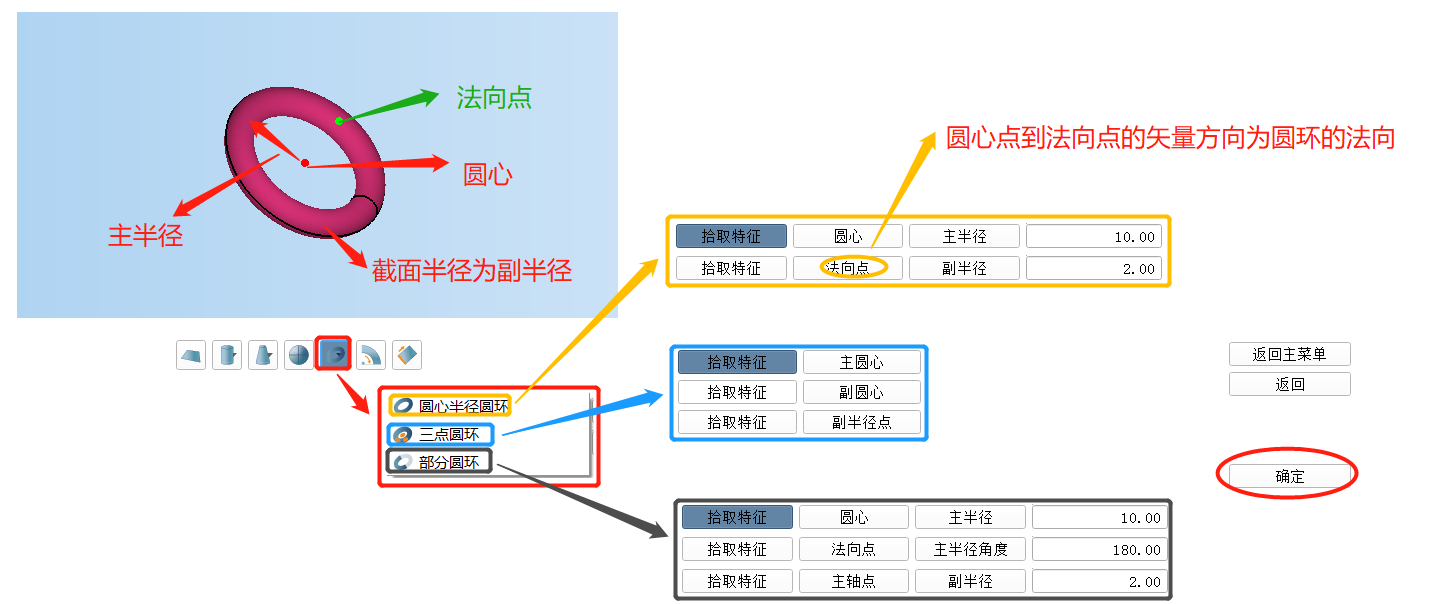 法向点
圆心
主半径
截面半径为副半径
圆心点到法向点的矢量方向为圆环的法向
拾取特征 圆心 主半径 10.00
拾取特征 法向点 副半径 2.00
圆心半径圆环
三点圆环
部分圆环
拾取特征 主圆心
拾取特征 副圆心
拾取特征 副半径点
返回主菜单
返回
确定
拾取特征 圆心 主半径 10.00
拾取特征 法向点 主半径角度 180.00
拾取特征 主轴点 副半径 2.00